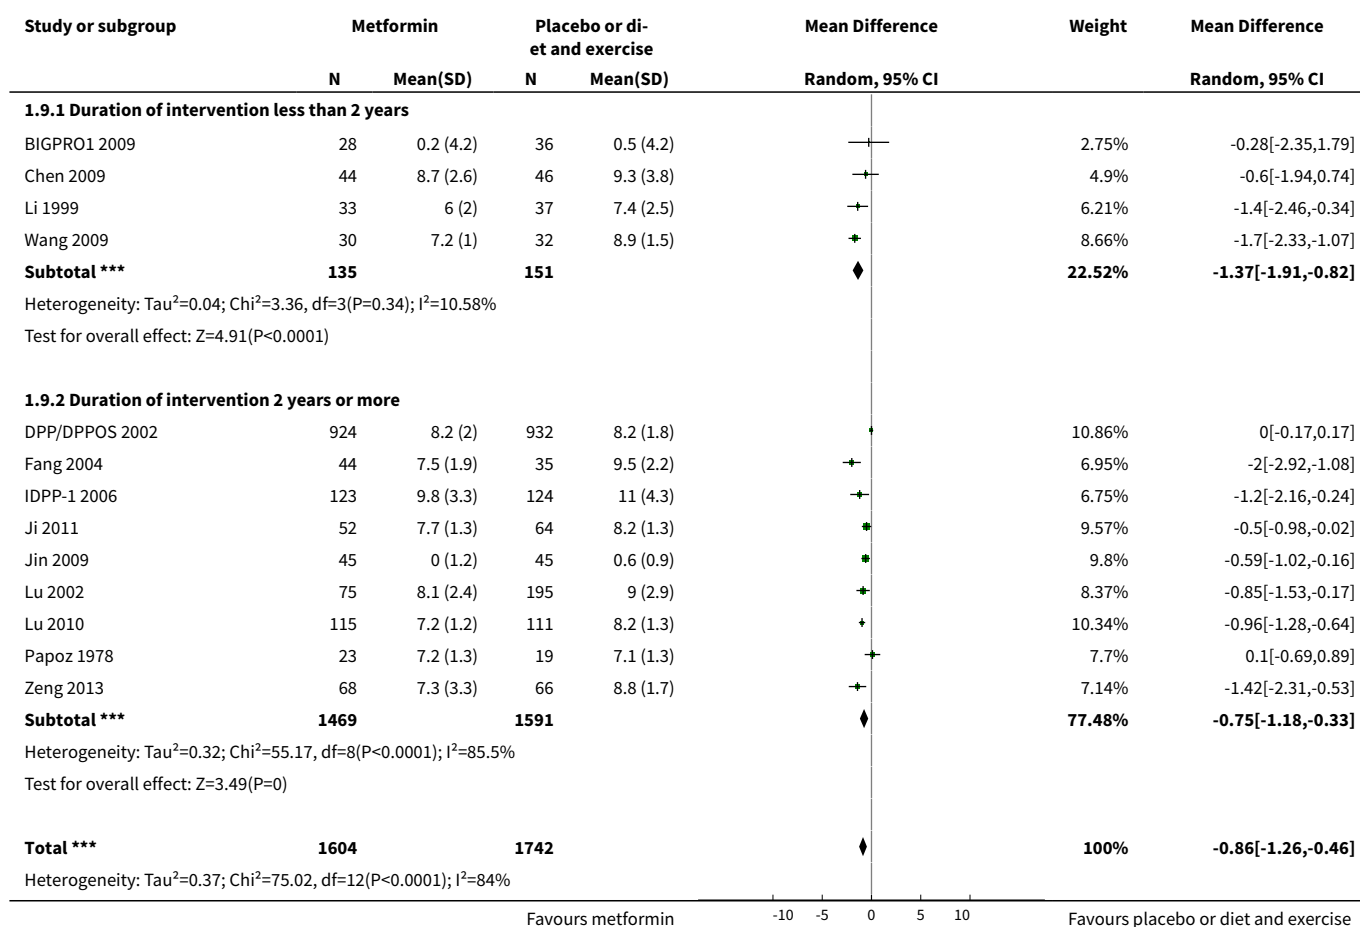 Study or subgroup Metformin Placebo or di- Mean Difference Weight Mean Difference
et and exercise
N Mean(SD) N Mean(SD) Random, 95% CI Random, 95% CI
1.9.1 Duration of intervention less than 2 years
BIGPRO1 2009 28 0.2 (4.2) 36 0.5 (4.2) 2.75% -0.28[-2.35,1.79]
Chen 2009 44 8.7 (2.6) 46 9.3 (3.8) 4.9% -0.6[-1.94,0.74]
Li 1999 33 6 (2) 37 7.4 (2.5) 6.21% -1.4[-2.46,-0.34]
Wang 2009 30 7.2 (1) 32 8.9 (1.5) 8.66% -1.7[-2.33,-1.07]
Subtotal *** 135 151 22.52% -1.37[-1.91,-0.82]
Heterogeneity: Tau²=0.04; Chi²=3.36, df=3(P=0.34); I²=10.58%
Test for overall effect: Z=4.91(P<0.0001)
1.9.2 Duration of intervention 2 years or more
DPP/DPPOS 2002 924 8.2 (2) 932 8.2 (1.8) 10.86% 0[-0.17,0.17]
Fang 2004 44 7.5 (1.9) 35 9.5 (2.2) 6.95% -2[-2.92,-1.08]
IDPP-1 2006 123 9.8 (3.3) 124 11 (4.3) 6.75% -1.2[-2.16,-0.24]
Ji 2011 52 7.7 (1.3) 64 8.2 (1.3) 9.57% -0.5[-0.98,-0.02]
Jin 2009 45 0 (1.2) 45 0.6 (0.9) 9.8% -0.59[-1.02,-0.16]
Lu 2002 75 8.1 (2.4) 195 9 (2.9) 8.37% -0.85[-1.53,-0.17]
Lu 2010 115 7.2 (1.2) 111 8.2 (1.3) 10.34% -0.96[-1.28,-0.64]
Papoz 1978 23 7.2 (1.3) 19 7.1 (1.3) 7.7% 0.1[-0.69,0.89]
Zeng 2013 68 7.3 (3.3) 66 8.8 (1.7) 7.14% -1.42[-2.31,-0.53]
Subtotal *** 1469 1591 77.48% -0.75[-1.18,-0.33]
Heterogeneity: Tau²=0.32; Chi²=55.17, df=8(P<0.0001); I²=85.5%
Test for overall effect: Z=3.49(P=0)
Total *** 1604 1742 100% -0.86[-1.26,-0.46]
Heterogeneity: Tau²=0.37; Chi²=75.02, df=12(P<0.0001); I²=84%
Favours metformin -10 -5 0 5 10 Favours placebo or diet and exercise